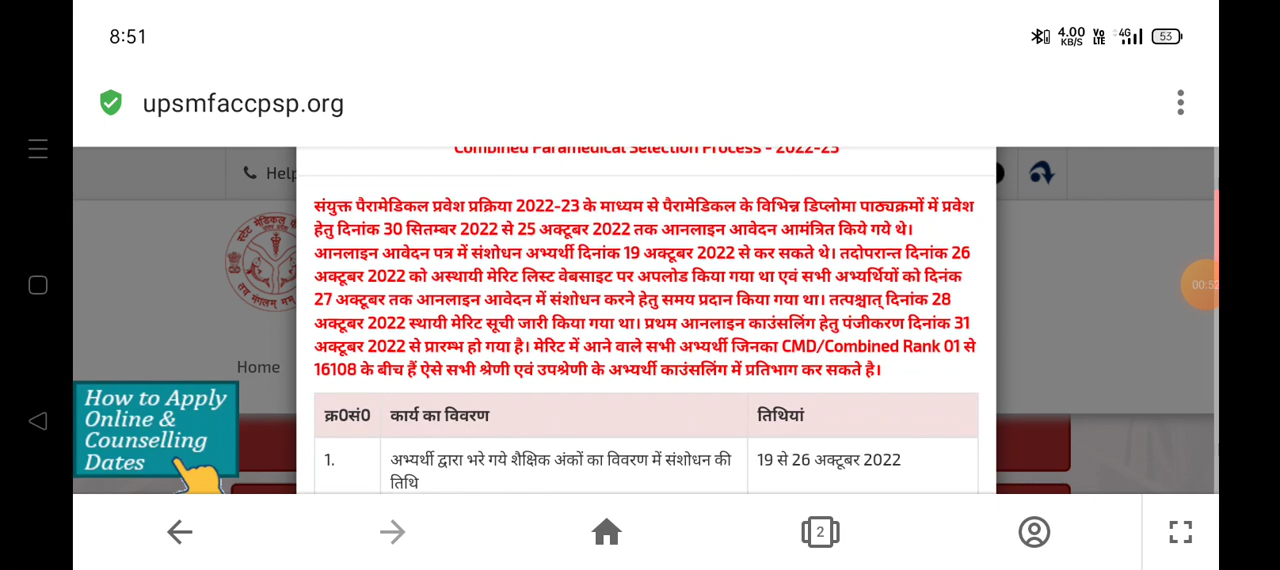 8:51
4.00
KB/S
Vo
LTE
4G
53
upsmfaccpsp.org
Combined Paramedical Selection Process - 2022-23
Help
संयुक्त पैरामेडिकल प्रवेश प्रक्रिया 2022-23 के माध्यम से पैरामेडिकल के विभिन्न डिप्लोमा पाठ्यक्रमों में प्रवेश
हेतु दिनांक 30 सितम्बर 2022 से 25 अक्टूबर 2022 तक आनलाइन आवेदन आमंत्रित किये गये थे।
आनलाइन आवेदन पत्र में संशोधन अभ्यर्थी दिनांक 19 अक्टूबर 2022 से कर सकते थे। तदोपरान्त दिनांक 26
अक्टूबर 2022 को अस्थायी मेरिट लिस्ट वेबसाइट पर अपलोड किया गया था एवं सभी अभ्यर्थियों को दिनंक
27 अक्टूबर तक आनलाइन आवेदन में संशोधन करने हेतु समय प्रदान किया गया था। तत्पश्चात् दिनांक 28
अक्टूबर 2022 स्थायी मेरिट सूची जारी किया गया था। प्रथम आनलाइन काउंसलिंग हेतु पंजीकरण दिनांक 31
अक्टूबर 2022 से प्रारम्भ हो गया है। मेरिट में आने वाले सभी अभ्यर्थी जिनका CMD/Combined Rank 01 से
16108 के बीच हैं ऐसे सभी श्रेणी एवं उपश्रेणी के अभ्यर्थी काउंसलिंग में प्रतिभाग कर सकते है।
00:52
Home
How to Apply
Online &
Counselling
Dates
क्र0सं0 कार्य का विवरण तिथियां
1. अभ्यर्थी द्वारा भरे गये शैक्षिक अंकों का विवरण में संशोधन की 19 से 26 अक्टूबर 2022
तिथि
2